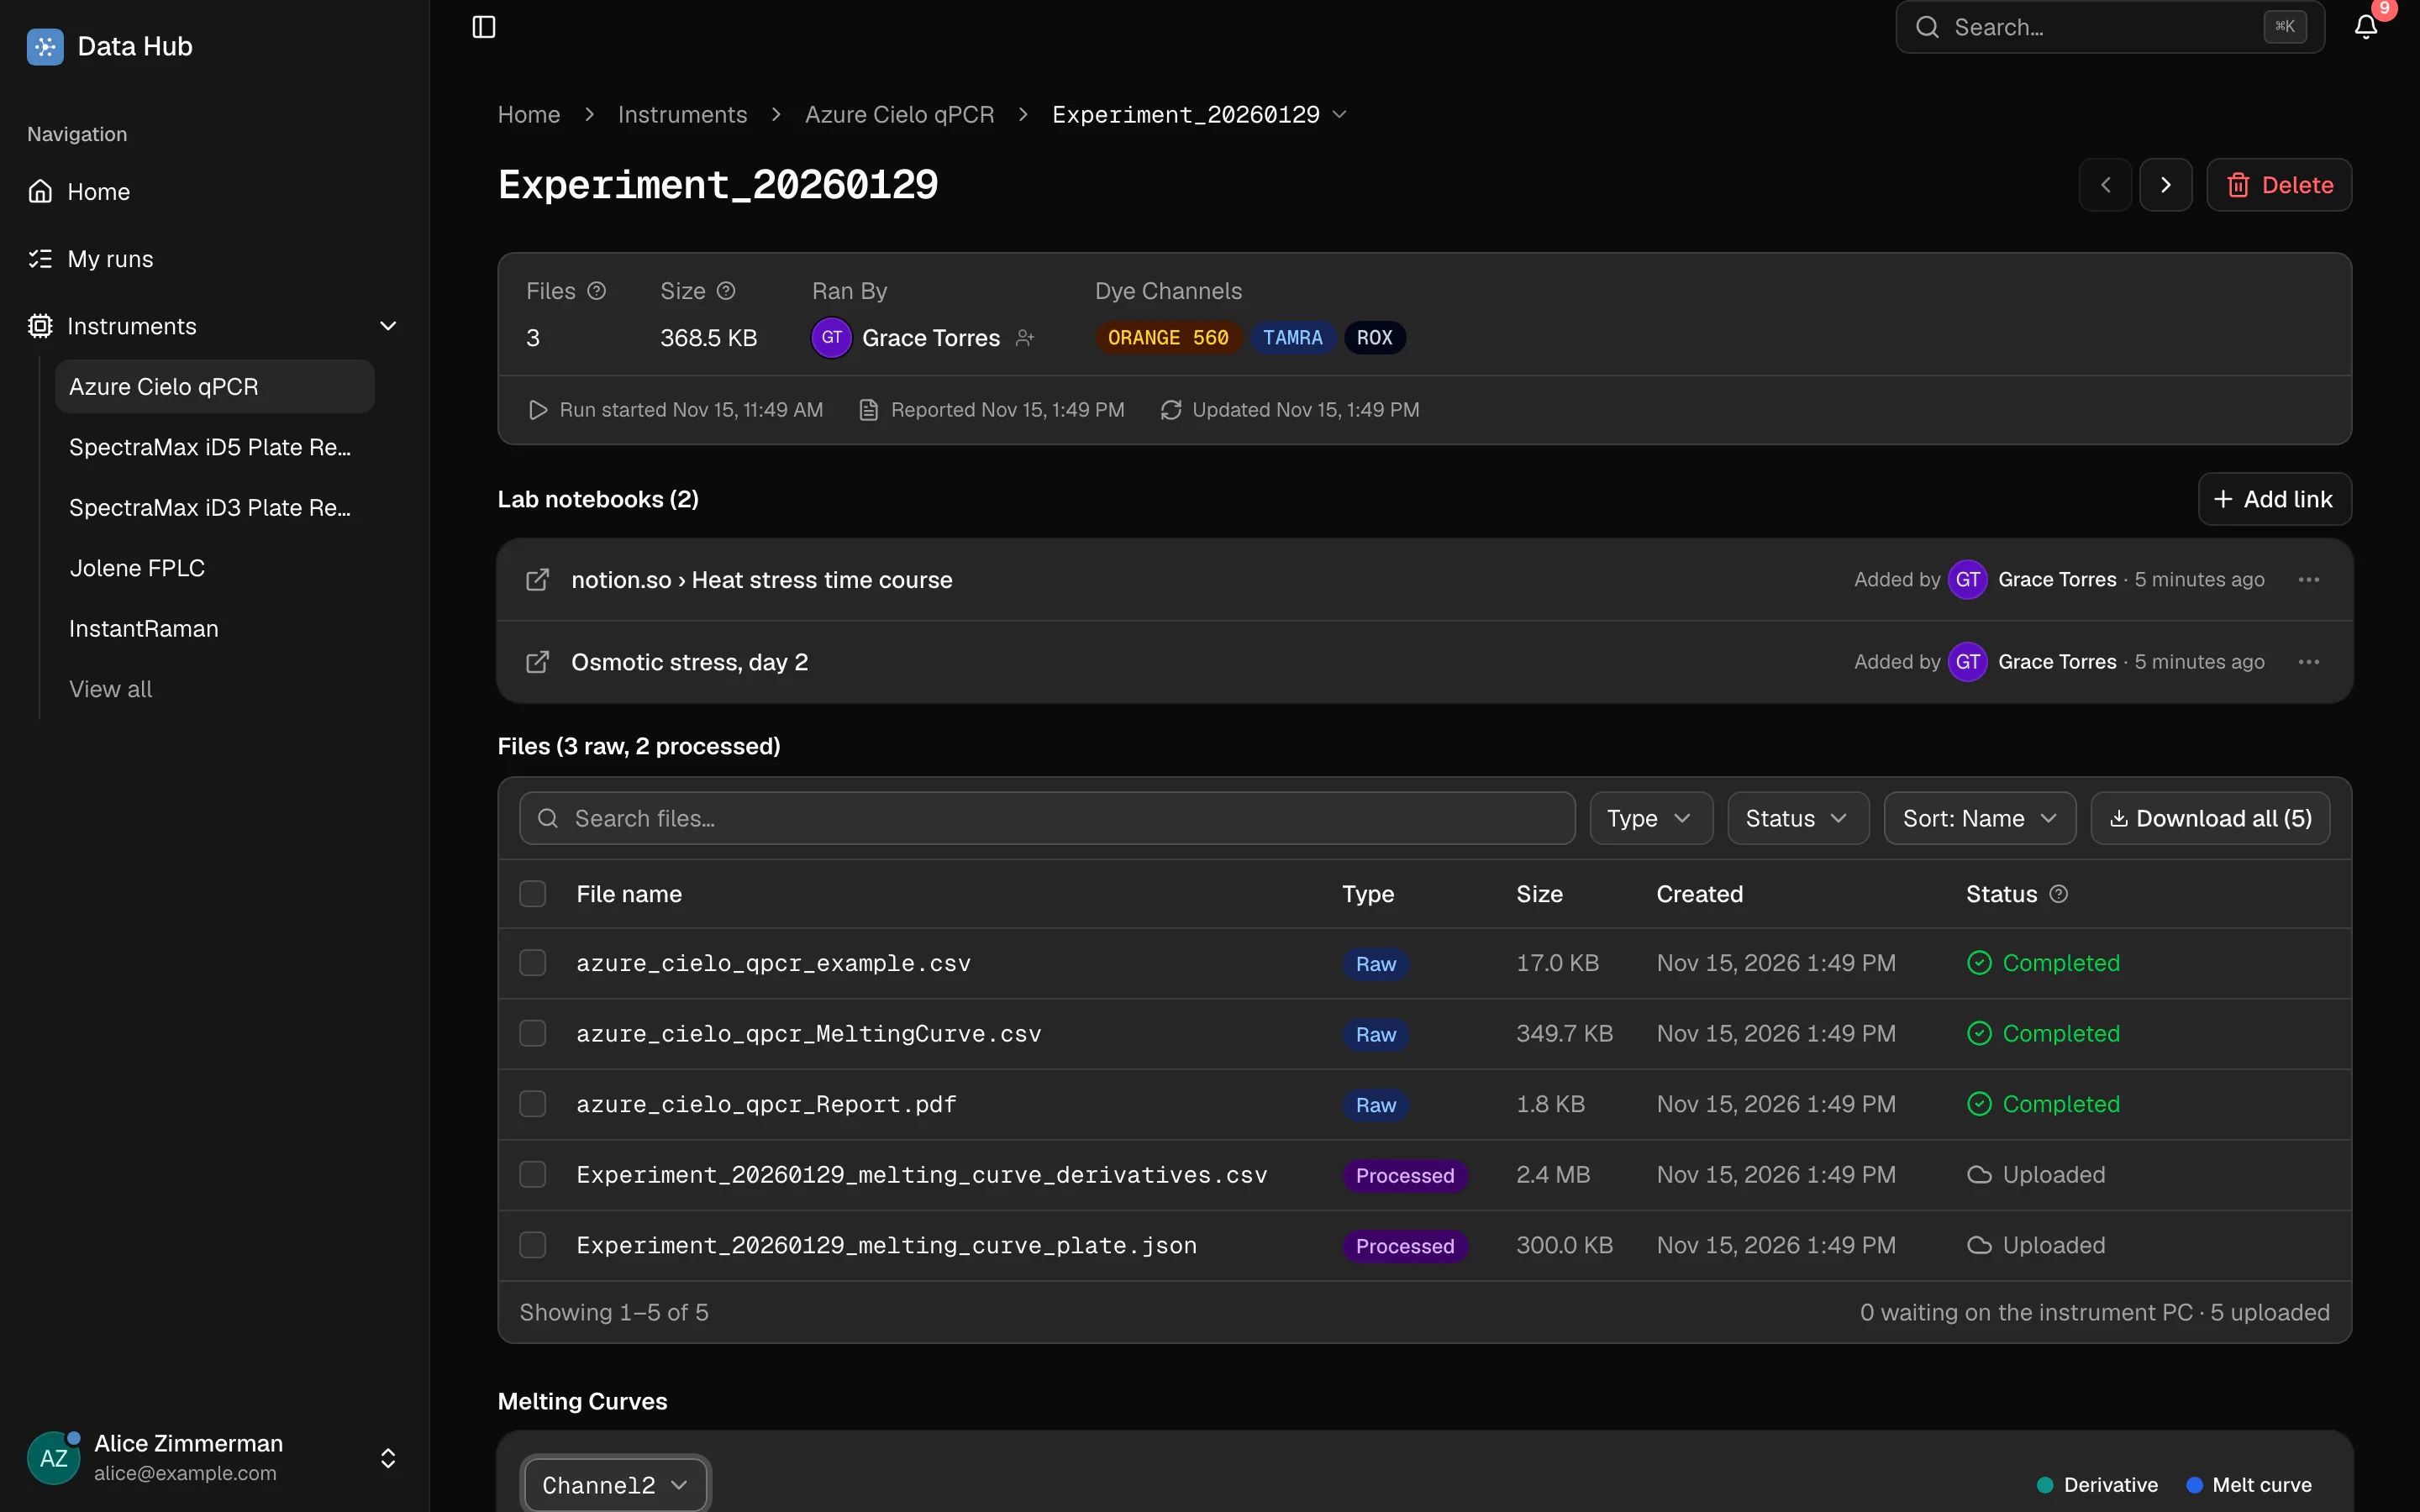 Data Hub
Search...
⌘K
9
Navigation
Home
My runs
Instruments
Azure Cielo qPCR
SpectraMax iD5 Plate Re...
SpectraMax iD3 Plate Re...
Jolene FPLC
InstantRaman
View all
Home > Instruments > Azure Cielo qPCR > Experiment_20260129
Experiment_20260129
Delete
Files Size Ran By Dye Channels
3 368.5 KB GT Grace Torres ORANGE 560 TAMRA ROX
Run started Nov 15, 11:49 AM Reported Nov 15, 1:49 PM Updated Nov 15, 1:49 PM
Lab notebooks (2)
+ Add link
notion.so › Heat stress time course Added by GT Grace Torres · 5 minutes ago
Osmotic stress, day 2 Added by GT Grace Torres · 5 minutes ago
Files (3 raw, 2 processed)
Search files... Type Status Sort: Name Download all (5)
File name Type Size Created Status
azure_cielo_qpcr_example.csv Raw 17.0 KB Nov 15, 2026 1:49 PM Completed
azure_cielo_qpcr_MeltingCurve.csv Raw 349.7 KB Nov 15, 2026 1:49 PM Completed
azure_cielo_qpcr_Report.pdf Raw 1.8 KB Nov 15, 2026 1:49 PM Completed
Experiment_20260129_melting_curve_derivatives.csv Processed 2.4 MB Nov 15, 2026 1:49 PM Uploaded
Experiment_20260129_melting_curve_plate.json Processed 300.0 KB Nov 15, 2026 1:49 PM Uploaded
Showing 1–5 of 5 0 waiting on the instrument PC · 5 uploaded
Melting Curves
Channel2 Derivative Melt curve
AZ Alice Zimmerman
alice@example.com